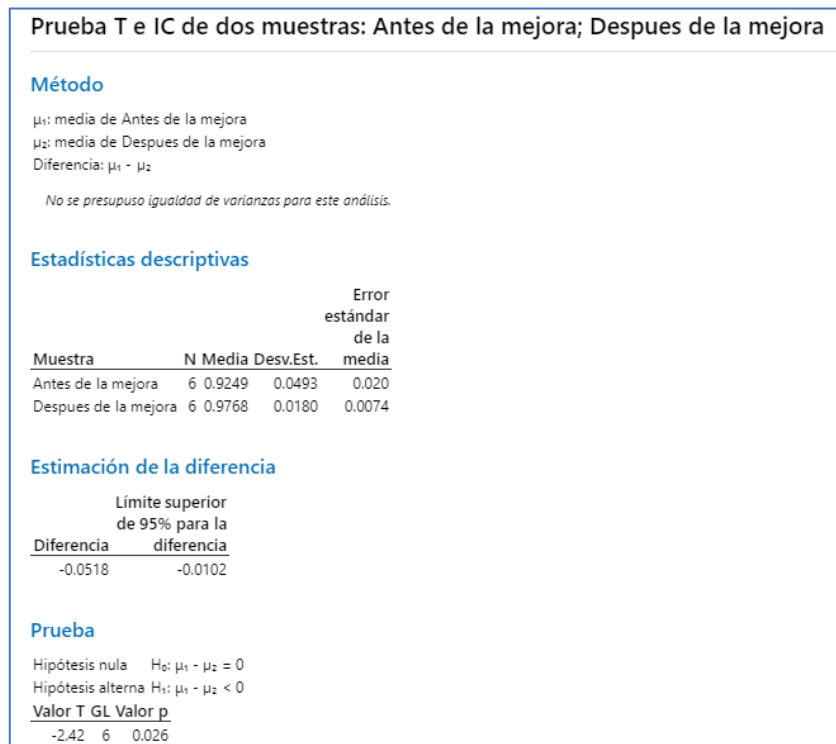 Prueba T e IC de dos muestras: Antes de la mejora; Despues de la mejora
Método
μ₁: media de Antes de la mejora
μ₂: media de Despues de la mejora
Diferencia: μ₁ - μ₂
No se presupuso igualdad de varianzas para este análisis.
Estadísticas descriptivas
Error
estándar
de la
Muestra N Media Desv.Est. media
Antes de la mejora 6 0.9249 0.0493 0.020
Despues de la mejora 6 0.9768 0.0180 0.0074
Estimación de la diferencia
Límite superior
de 95% para la
Diferencia diferencia
-0.0518 -0.0102
Prueba
Hipótesis nula H₀: μ₁ - μ₂ = 0
Hipótesis alterna H₁: μ₁ - μ₂ < 0
Valor T GL Valor p
-2.42 6 0.026